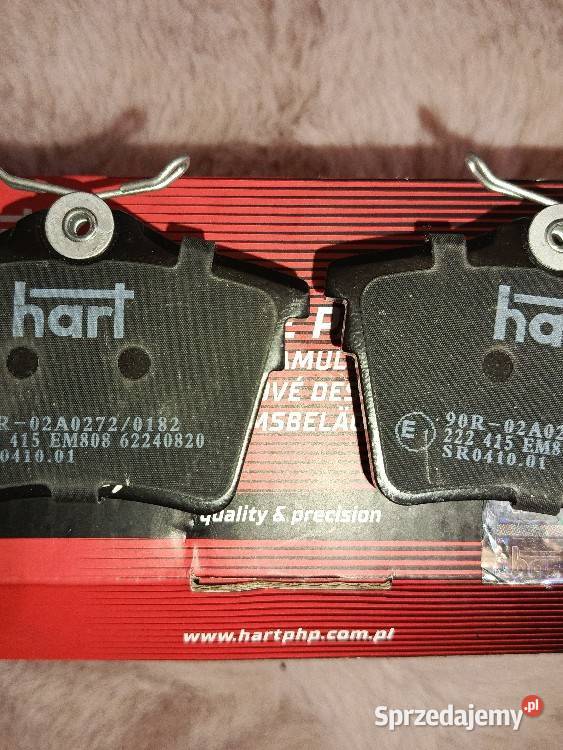 hart
R-02A0272/0182
415 EM808 62240820
0410.01
hart
E
90R-02A02
222 415 EM8
SR0410.01
quality & precision
www.hartphp.com.pl
Sprzedajemy.pl